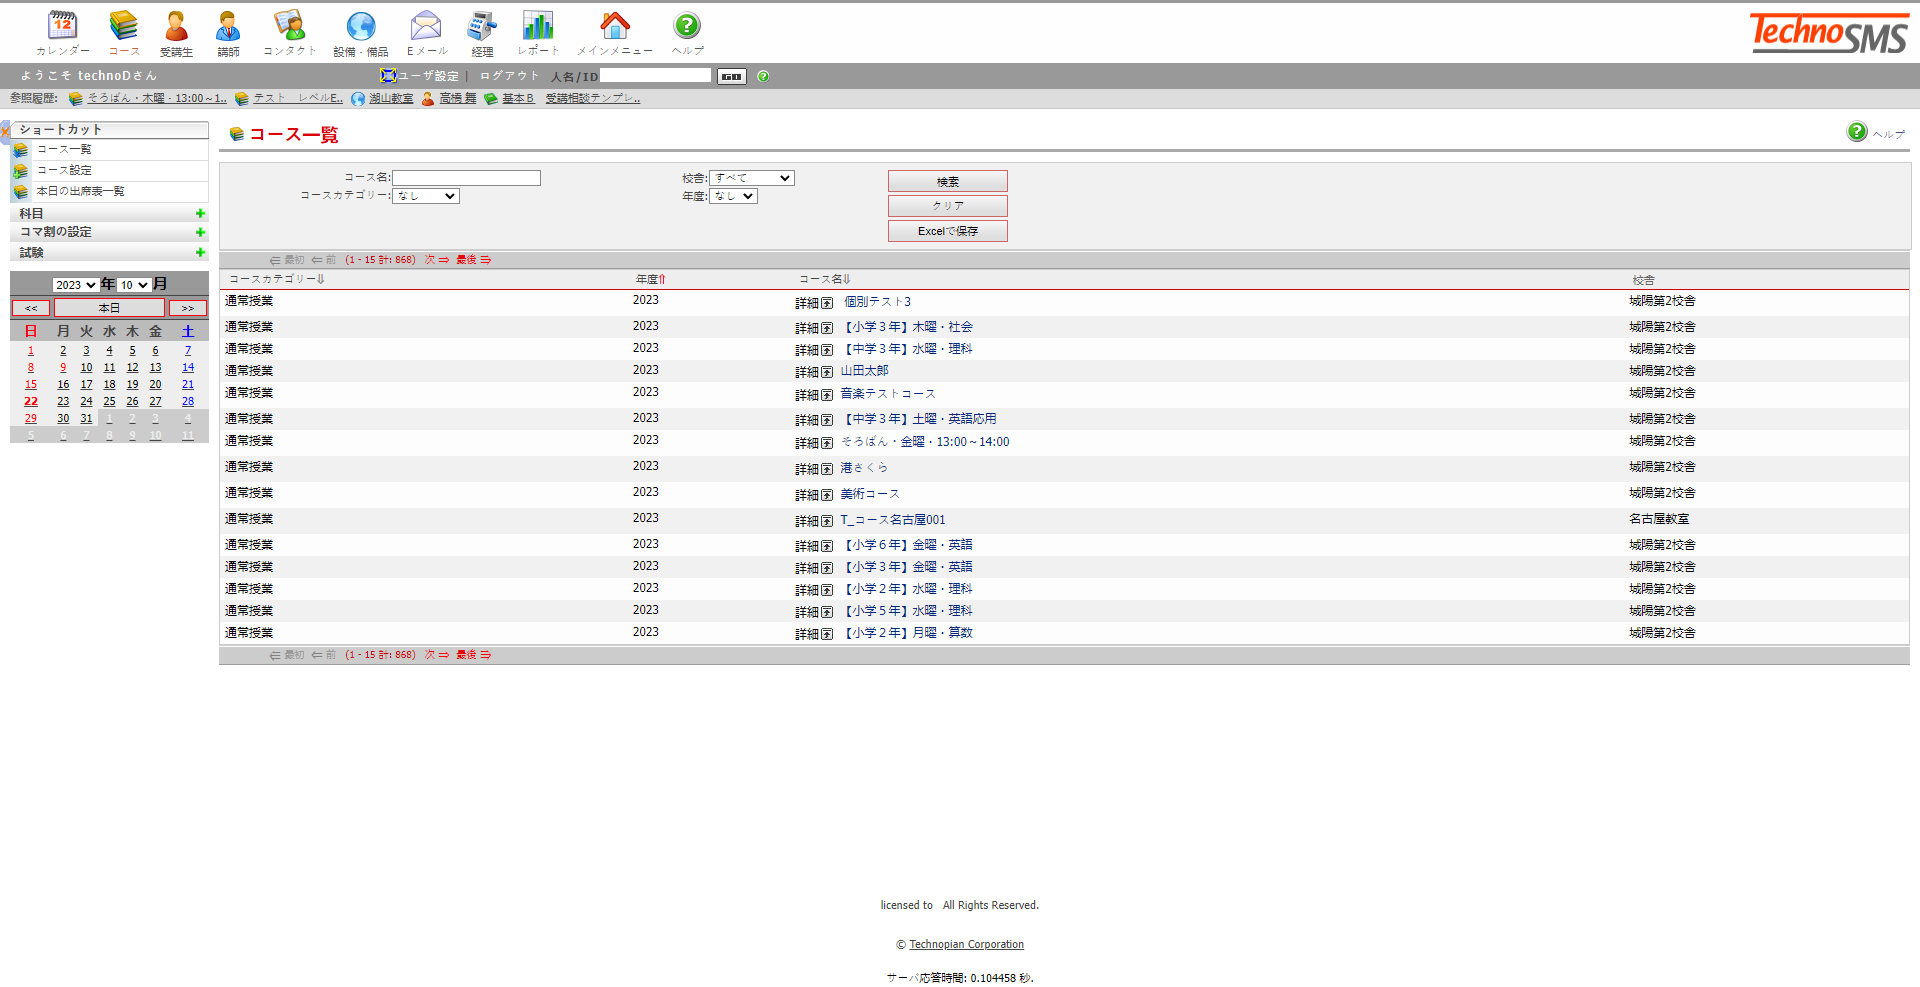 カレンダー コース 受講生 講師 コンタクト 設備・備品 Eメール 経理 レポート メインメニュー ヘルプ
TechnoSMS
ようこそ technoDさん ユーザ設定 | ログアウト 人名/ID GO
参照履歴: そろばん・木曜・13:00～1.. テスト　レベルE.. 湖山教室 高橋 舞 基本Ｂ 受講相談テンプレ..
ショートカット
コース一覧
コース設定
本日の出席表一覧
科目
コマ割の設定
試験
2023 年 10 月
<< 本日 >>
日 月 火 水 木 金 土
1 2 3 4 5 6 7
8 9 10 11 12 13 14
15 16 17 18 19 20 21
22 23 24 25 26 27 28
29 30 31 1 2 3 4
5 6 7 8 9 10 11
コース一覧 ヘルプ
コース名: 校舎: すべて 検索
コースカテゴリー: なし 年度: なし クリア
Excelで保存
⇚ 最初 ⇐ 前 (1 - 15 計: 868) 次 ⇒ 最後 ⇛
コースカテゴリー⇓ 年度⇑ コース名⇓ 校舎
通常授業 2023 詳細 個別テスト3 城陽第2校舎
通常授業 2023 詳細 【小学３年】木曜・社会 城陽第2校舎
通常授業 2023 詳細 【中学３年】水曜・理科 城陽第2校舎
通常授業 2023 詳細 山田太郎 城陽第2校舎
通常授業 2023 詳細 音楽テストコース 城陽第2校舎
通常授業 2023 詳細 【中学３年】土曜・英語応用 城陽第2校舎
通常授業 2023 詳細 そろばん・金曜・13:00～14:00 城陽第2校舎
通常授業 2023 詳細 港さくら 城陽第2校舎
通常授業 2023 詳細 美術コース 城陽第2校舎
通常授業 2023 詳細 T_コース名古屋001 名古屋教室
通常授業 2023 詳細 【小学６年】金曜・英語 城陽第2校舎
通常授業 2023 詳細 【小学３年】金曜・英語 城陽第2校舎
通常授業 2023 詳細 【小学２年】水曜・理科 城陽第2校舎
通常授業 2023 詳細 【小学５年】水曜・理科 城陽第2校舎
通常授業 2023 詳細 【小学２年】月曜・算数 城陽第2校舎
⇚ 最初 ⇐ 前 (1 - 15 計: 868) 次 ⇒ 最後 ⇛
licensed to All Rights Reserved.
© Technopian Corporation
サーバ応答時間: 0.104458 秒.